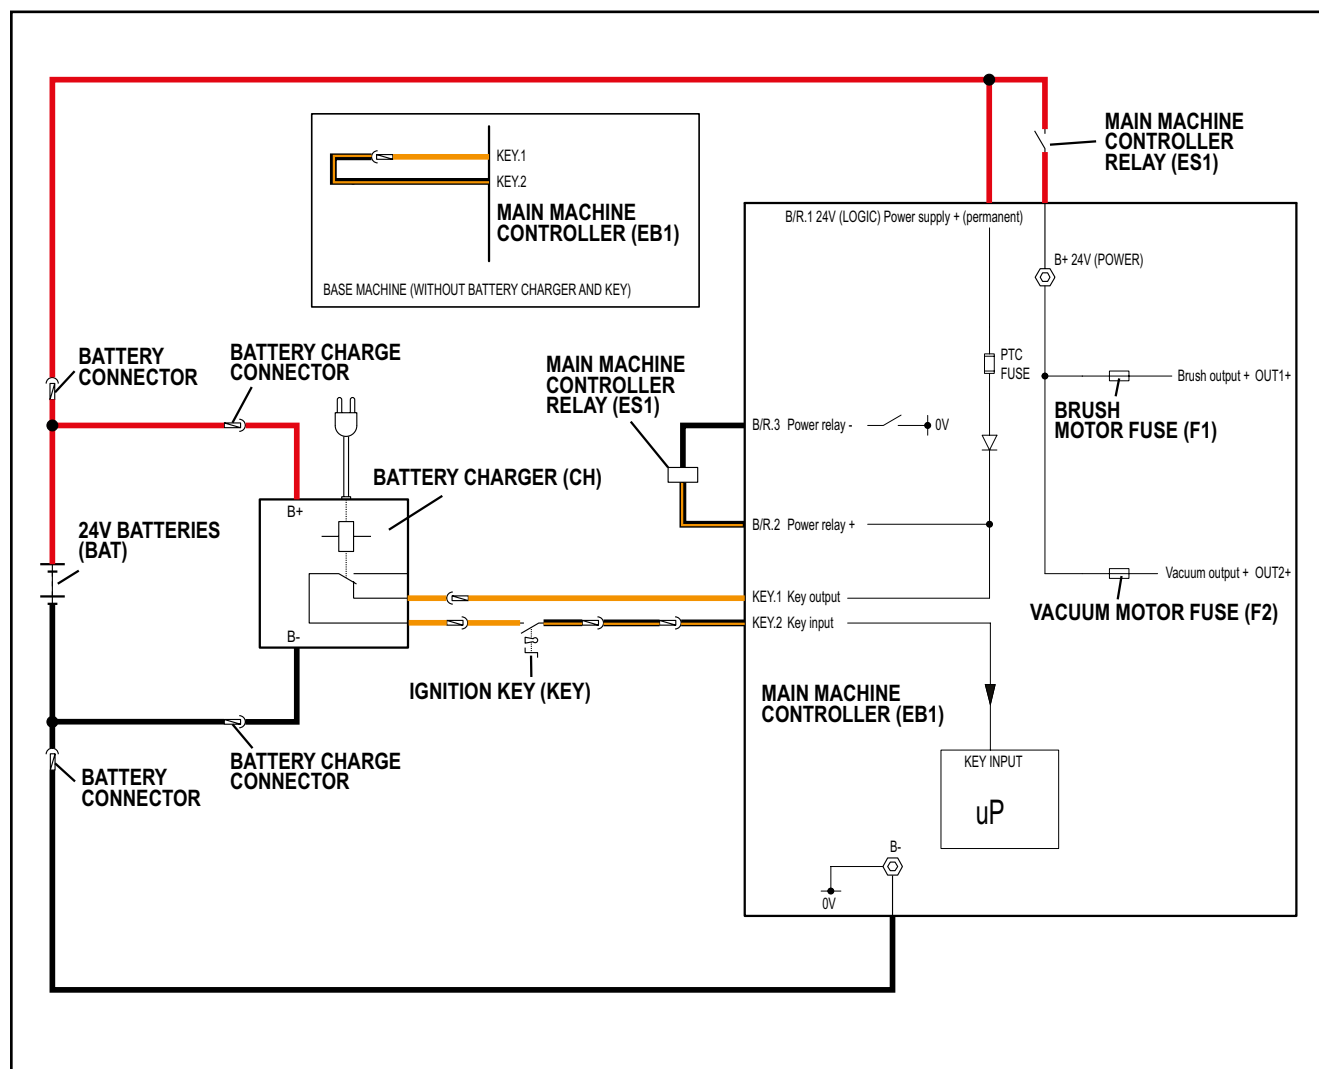 MAIN MACHINE
CONTROLLER
RELAY (ES1)
KEY.1
KEY.2
MAIN MACHINE
CONTROLLER (EB1)
BASE MACHINE (WITHOUT BATTERY CHARGER AND KEY)
B/R.1 24V (LOGIC) Power supply + (permanent)
B+ 24V (POWER)
BATTERY
CONNECTOR
BATTERY CHARGE
CONNECTOR
MAIN MACHINE
CONTROLLER
RELAY (ES1)
PTC
FUSE
Brush output + OUT1+
BRUSH
MOTOR FUSE (F1)
B/R.3 Power relay -
0V
BATTERY CHARGER (CH)
B+
24V BATTERIES
(BAT)
B/R.2 Power relay +
Vacuum output + OUT2+
VACUUM MOTOR FUSE (F2)
KEY.1 Key output
KEY.2 Key input
B-
IGNITION KEY (KEY)
MAIN MACHINE
CONTROLLER (EB1)
BATTERY CHARGE
CONNECTOR
BATTERY
CONNECTOR
KEY INPUT
uP
B-
0V